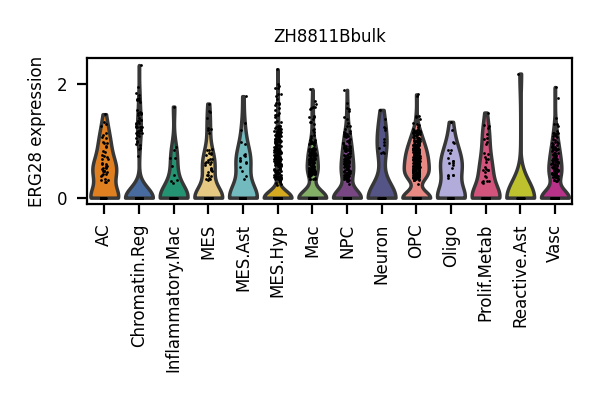 ZH8811Bbulk
ERG28 expression
2
0
AC
Chromatin.Reg
Inflammatory.Mac
MES
MES.Ast
MES.Hyp
Mac
NPC
Neuron
OPC
Oligo
Prolif.Metab
Reactive.Ast
Vasc